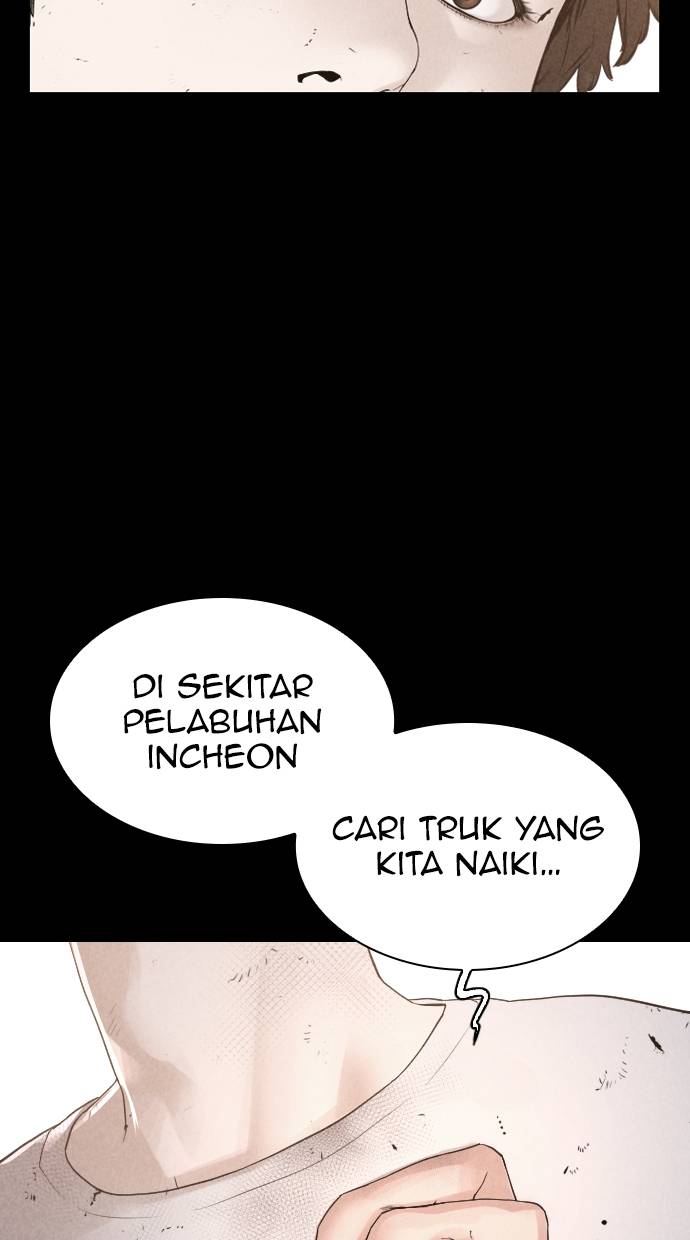 DI SEKITAR
PELABUHAN
INCHEON
CARI TRUK YANG
KITA NAIKI...